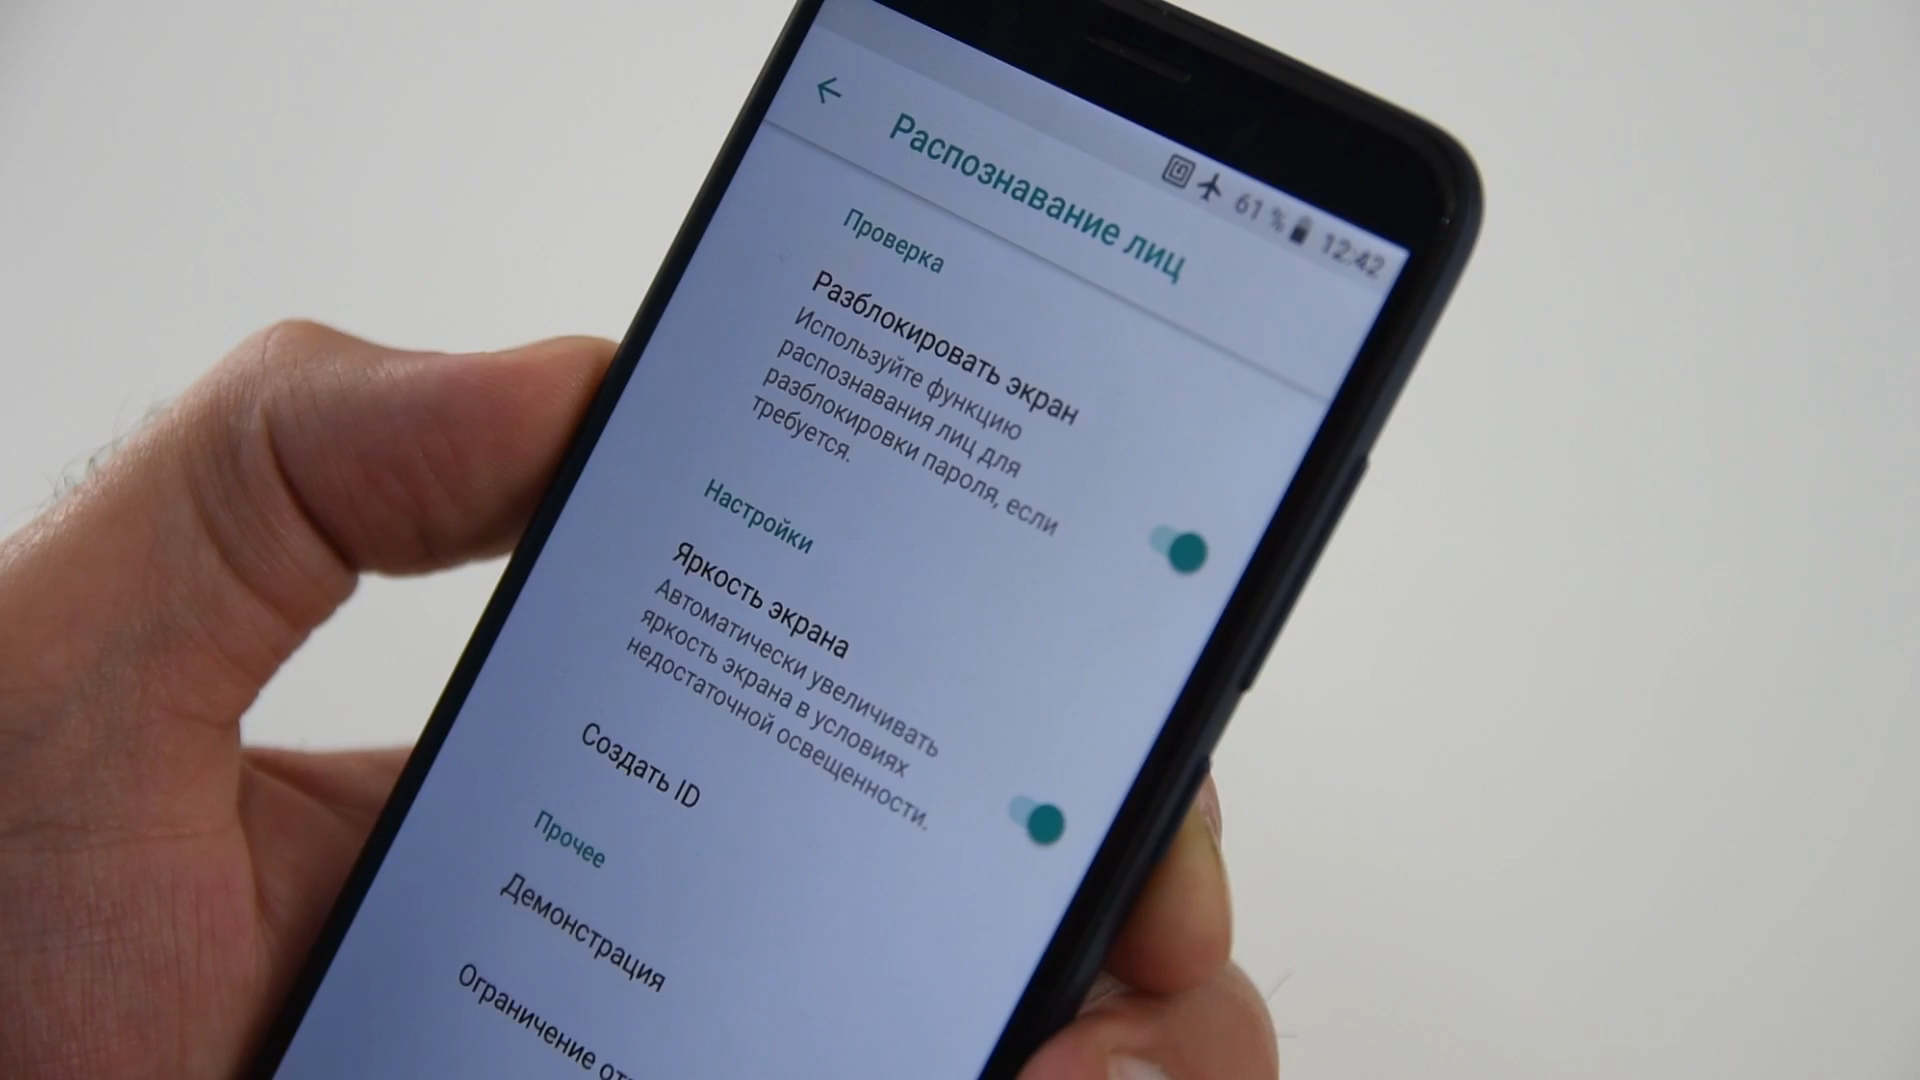 61 % 12:42
Распознавание лиц
Проверка
Разблокировать экран
Используйте функцию
распознавания лиц для
разблокировки пароля, если
требуется.
Настройки
Яркость экрана
Автоматически увеличивать
яркость экрана в условиях
недостаточной освещенности.
Создать ID
Прочее
Демонстрация
Ограничение